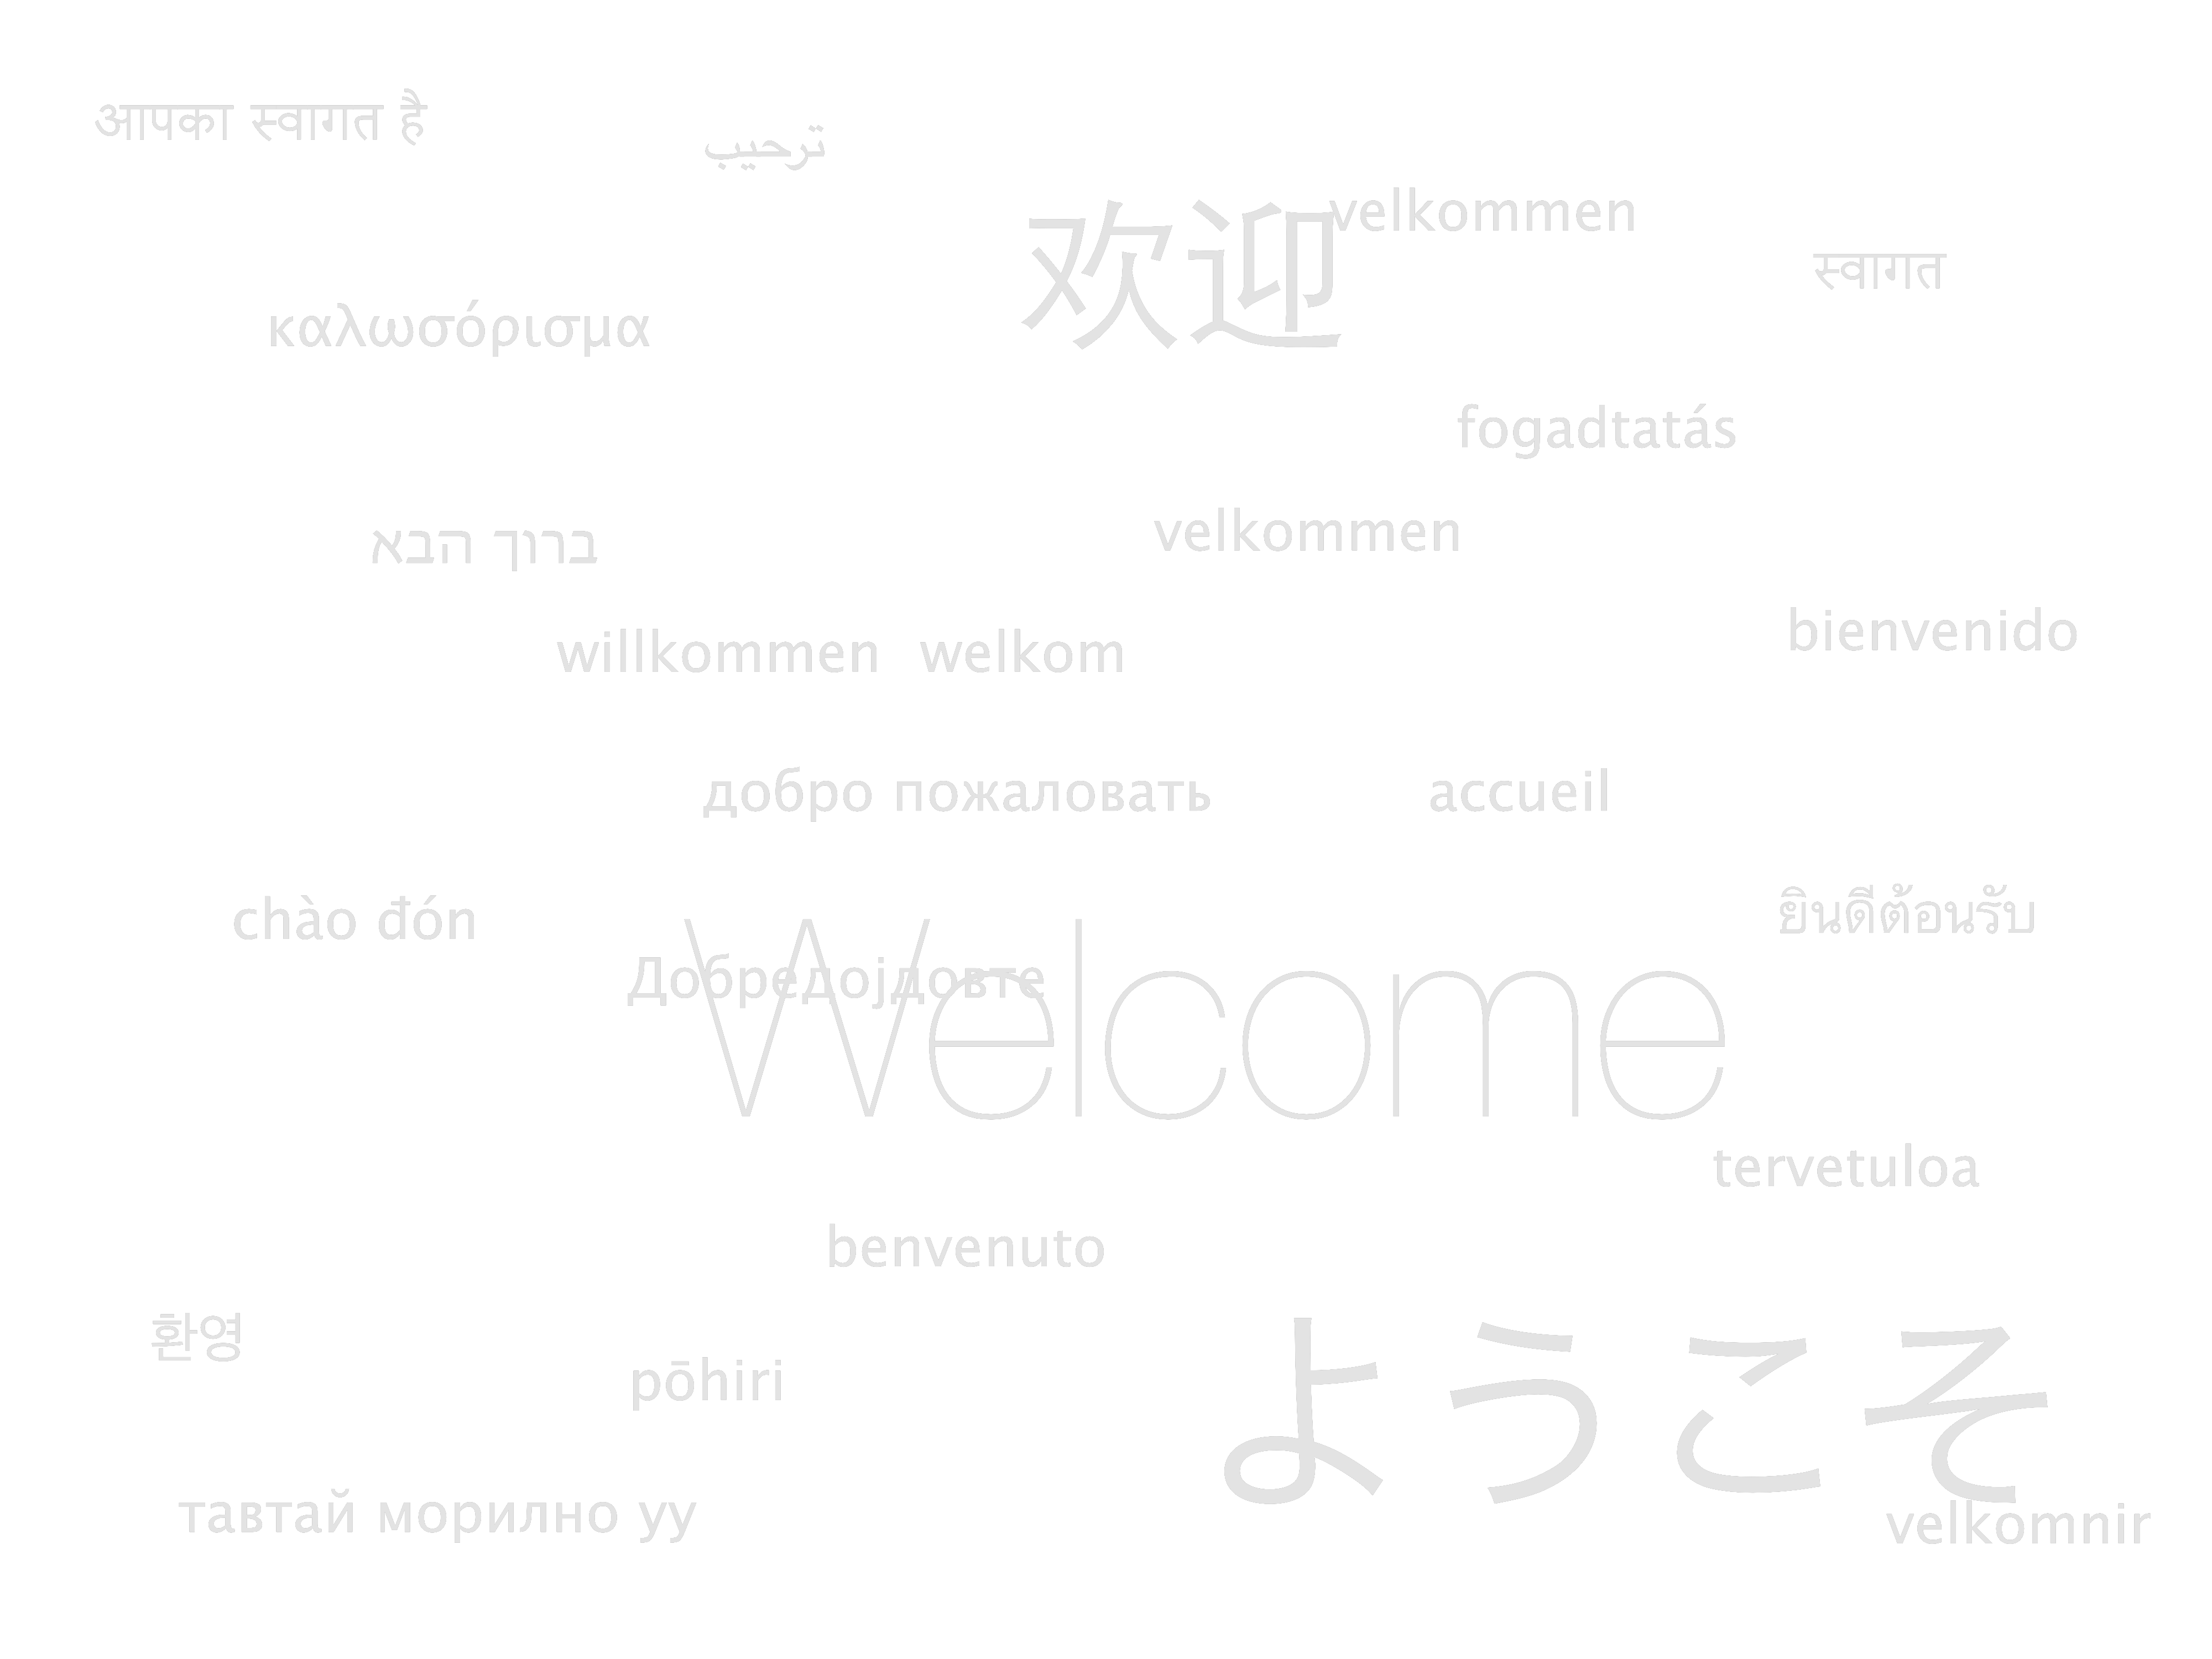 आपका स्वागत है
ترحيب
velkommen
欢迎
स्वागत
καλωσόρισμα
fogadtatás
velkommen
ברוך הבא
bienvenido
willkommen
welkom
добро пожаловать
accueil
chào đón
ยินดีต้อนรับ
Добредојдовте
Welcome
tervetuloa
benvenuto
환영
pōhiri
ようこそ
тавтай морилно уу
velkomnir